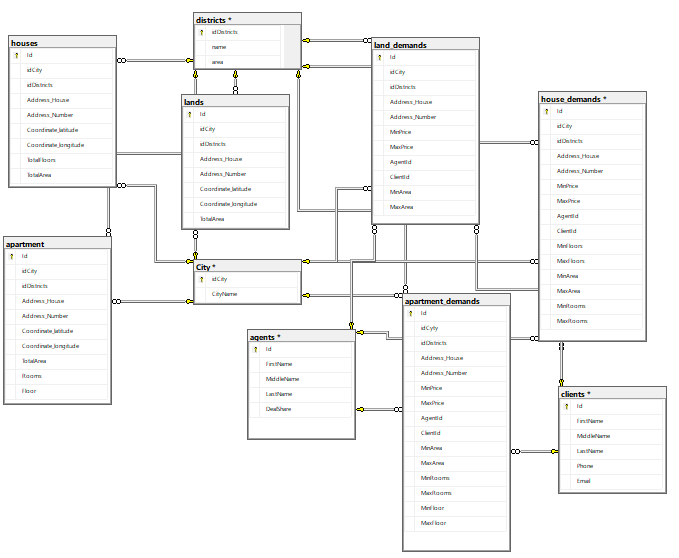 districts *
idDistricts
name
area
houses
Id
idCity
idDistricts
Address_House
Address_Number
Coordinate_latitude
Coordinate_longitude
TotalFloors
TotalArea
land_demands
Id
idCity
idDistricts
Address_House
Address_Number
MinPrice
MaxPrice
AgentId
ClientId
MinArea
MaxArea
lands
Id
idCity
idDistricts
Address_House
Address_Number
Coordinate_latitude
Coordinate_longitude
TotalArea
house_demands *
Id
idCity
idDistricts
Address_House
Address_Number
MinPrice
MaxPrice
AgentId
ClientId
MinFloors
MaxFloors
MinArea
MaxArea
MinRooms
MaxRooms
apartment
Id
idCity
idDistricts
Address_House
Address_Number
Coordinate_latitude
Coordinate_longitude
TotalArea
Rooms
Floor
City *
idCity
CityName
apartment_demands
Id
idCyty
idDistricts
Address_House
Address_Number
MinPrice
MaxPrice
AgentId
ClientId
MinArea
MaxArea
MinRooms
MaxRooms
MinFloor
MaxFloor
agents *
Id
FirstName
MiddleName
LastName
DealShare
clients *
Id
FirstName
MiddleName
LastName
Phone
Email